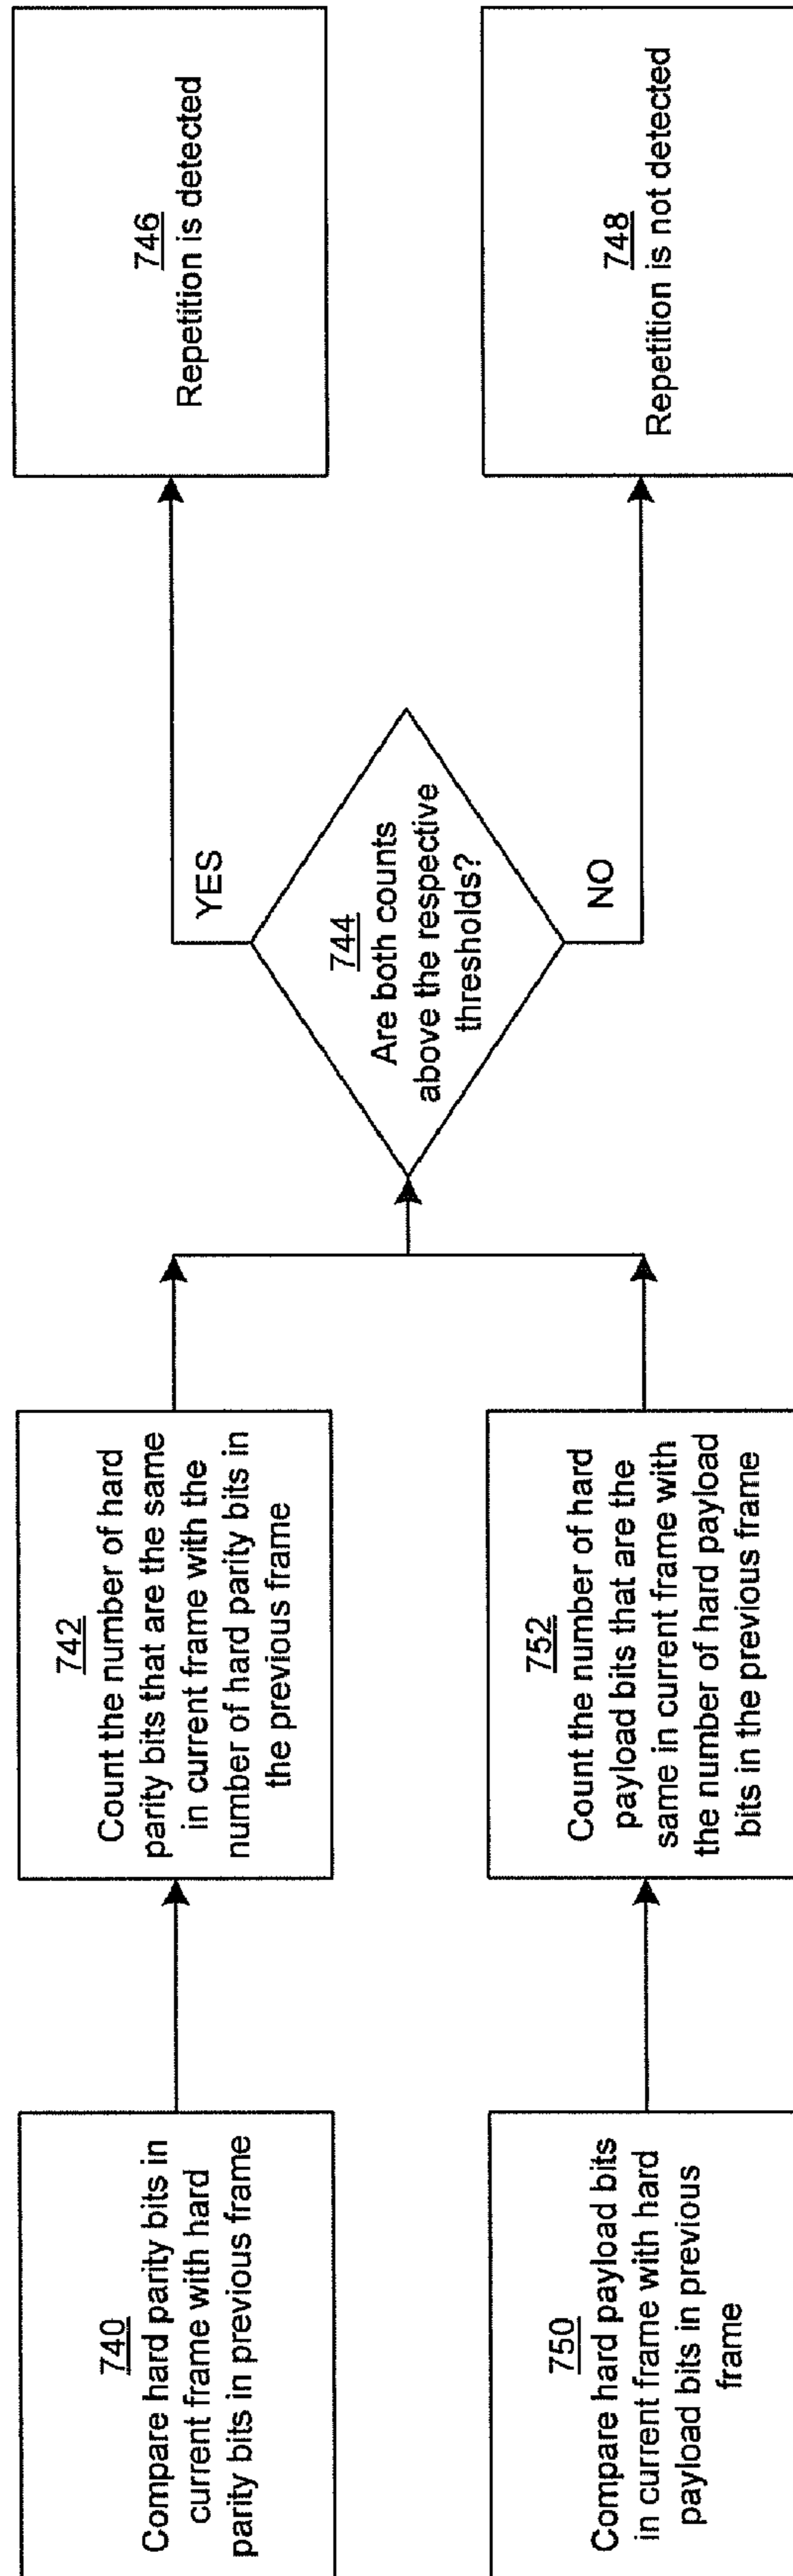 740
Compare hard parity bits in
current frame with hard
parity bits in previous frame
742
Count the number of hard
parity bits that are the same
in current frame with the
number of hard parity bits in
the previous frame
750
Compare hard payload bits
in current frame with hard
payload bits in previous
frame
752
Count the number of hard
payload bits that are the
same in current frame with
the number of hard payload
bits in the previous frame
744
Are both counts
above the respective
thresholds?
YES
NO
746
Repetition is detected
748
Repetition is not detected